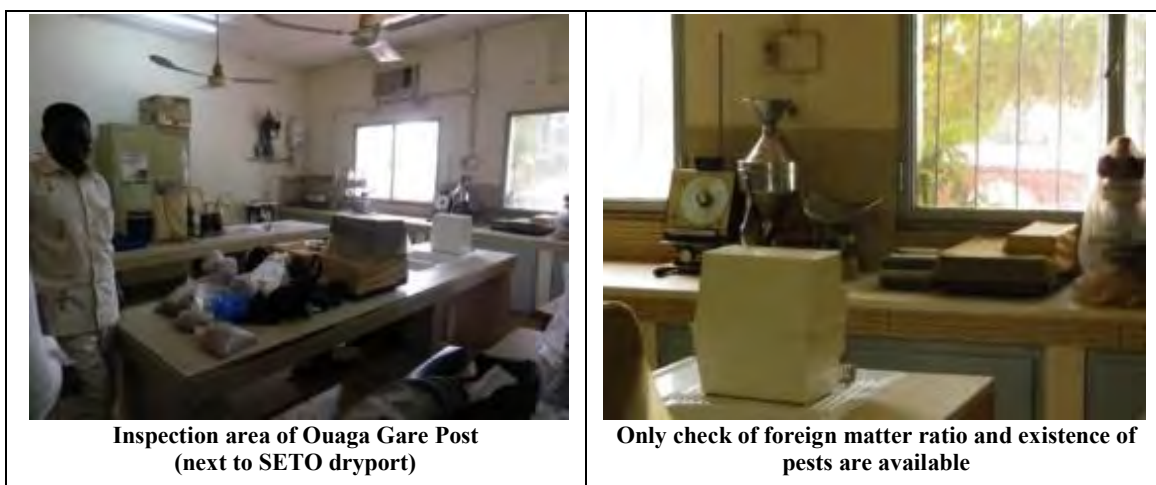 Inspection area of Ouaga Gare Post
(next to SETO dryport)
Only check of foreign matter ratio and existence of
pests are available